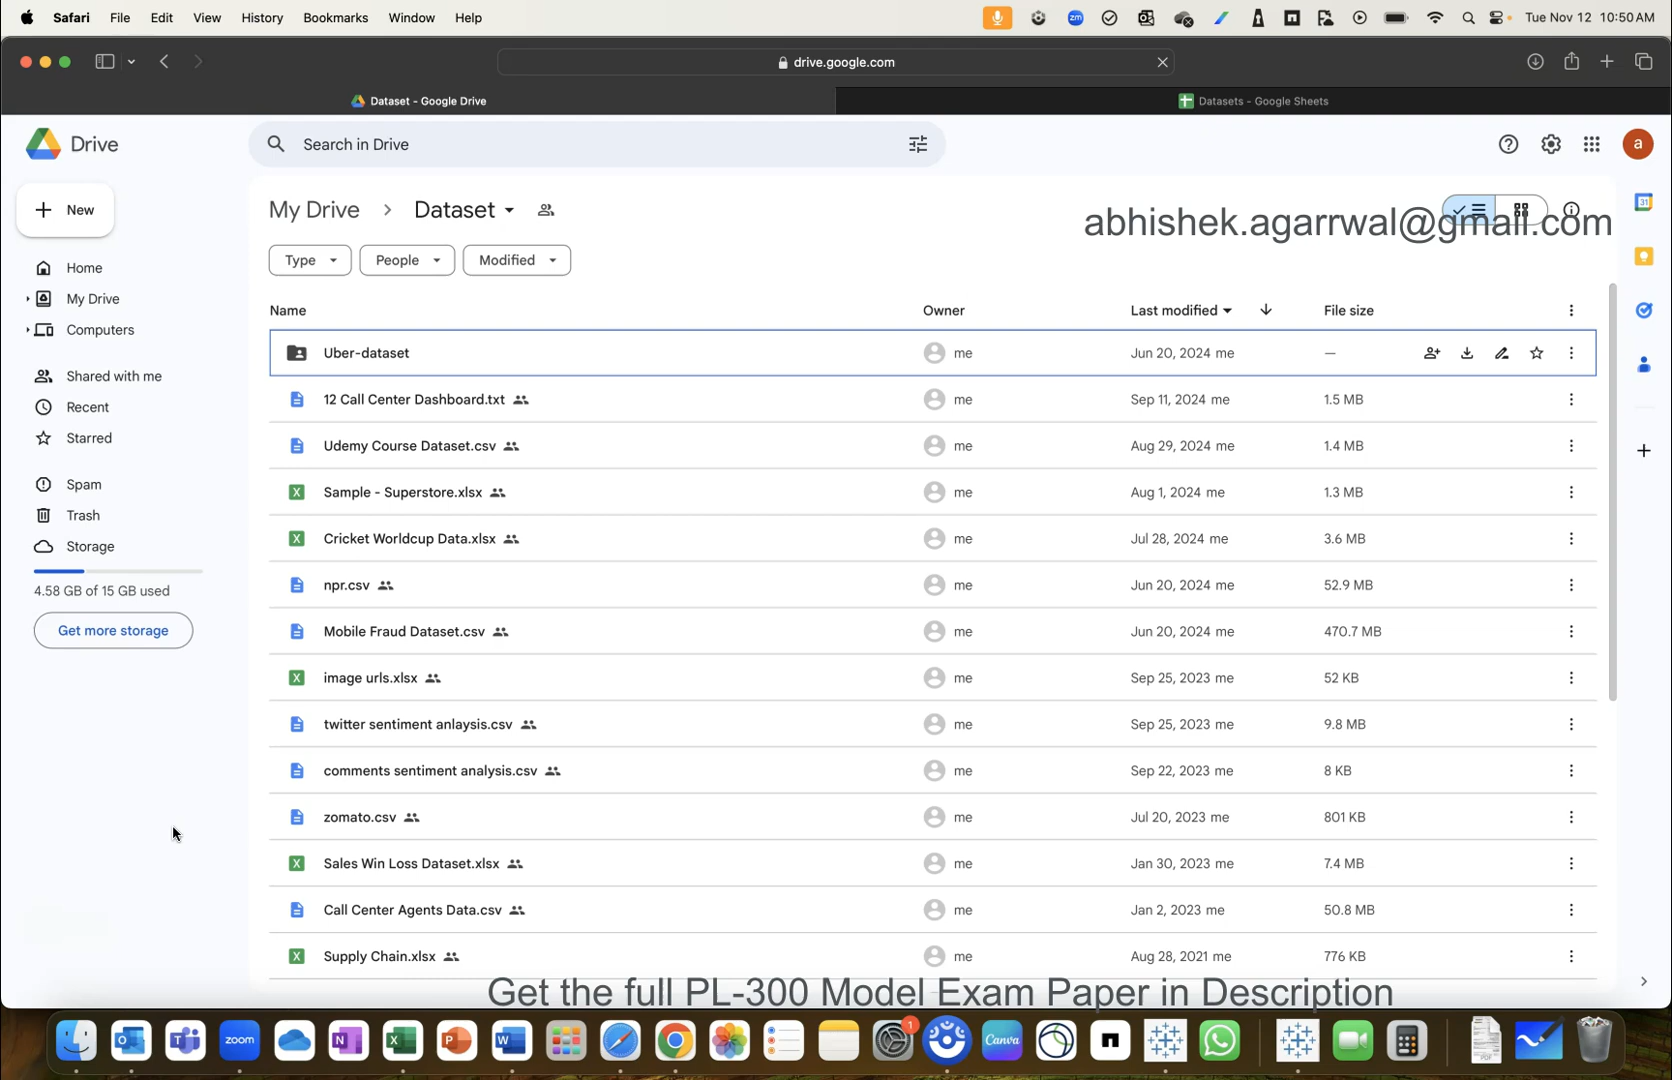 Safari File Edit View History Bookmarks Window Help
zm
Tue Nov 12 10:50 AM
drive.google.com
Dataset - Google Drive
Datasets - Google Sheets
Drive
Search in Drive
a
New
My Drive
Dataset
abhishek.agarrwal@gmail.com
31
Type
People
Modified
Home
My Drive
Computers
Shared with me
Recent
Starred
Spam
Trash
Storage
4.58 GB of 15 GB used
Get more storage
Name Owner Last modified File size
Uber-dataset me Jun 20, 2024 me —
12 Call Center Dashboard.txt me Sep 11, 2024 me 1.5 MB
Udemy Course Dataset.csv me Aug 29, 2024 me 1.4 MB
X Sample - Superstore.xlsx me Aug 1, 2024 me 1.3 MB
X Cricket Worldcup Data.xlsx me Jul 28, 2024 me 3.6 MB
npr.csv me Jun 20, 2024 me 52.9 MB
Mobile Fraud Dataset.csv me Jun 20, 2024 me 470.7 MB
X image urls.xlsx me Sep 25, 2023 me 52 KB
twitter sentiment anlaysis.csv me Sep 25, 2023 me 9.8 MB
comments sentiment analysis.csv me Sep 22, 2023 me 8 KB
zomato.csv me Jul 20, 2023 me 801 KB
X Sales Win Loss Dataset.xlsx me Jan 30, 2023 me 7.4 MB
Call Center Agents Data.csv me Jan 2, 2023 me 50.8 MB
X Supply Chain.xlsx me Aug 28, 2021 me 776 KB
Get the full PL-300 Model Exam Paper in Description
zoom
N
X
P
W
1
Canva
n